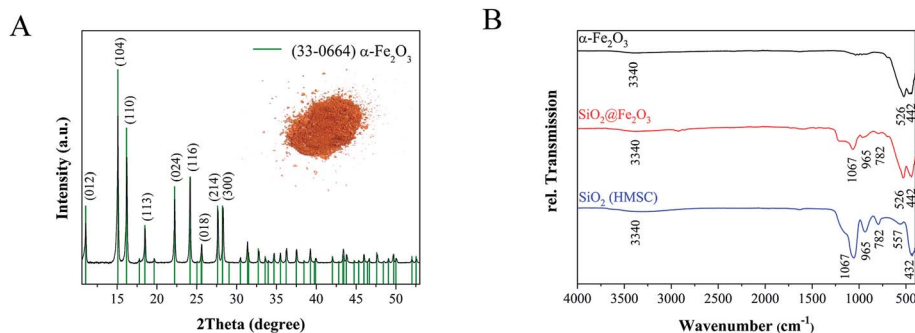 A
(33-0664) α-Fe₂O₃
(104)
(110)
(012)
(113)
(024)
(116)
(018)
(214)
(300)
Intensity (a.u.)
15 20 25 30 35 40 45 50
2Theta (degree)
B
α-Fe₂O₃
3340
526
442
SiO₂@Fe₂O₃
3340
1067
965
782
526
442
SiO₂ (HMSC)
3340
1067
965
782
557
432
rel. Transmission
4000 3000 2500 2000 1500 1000 500
Wavenumber (cm⁻¹)